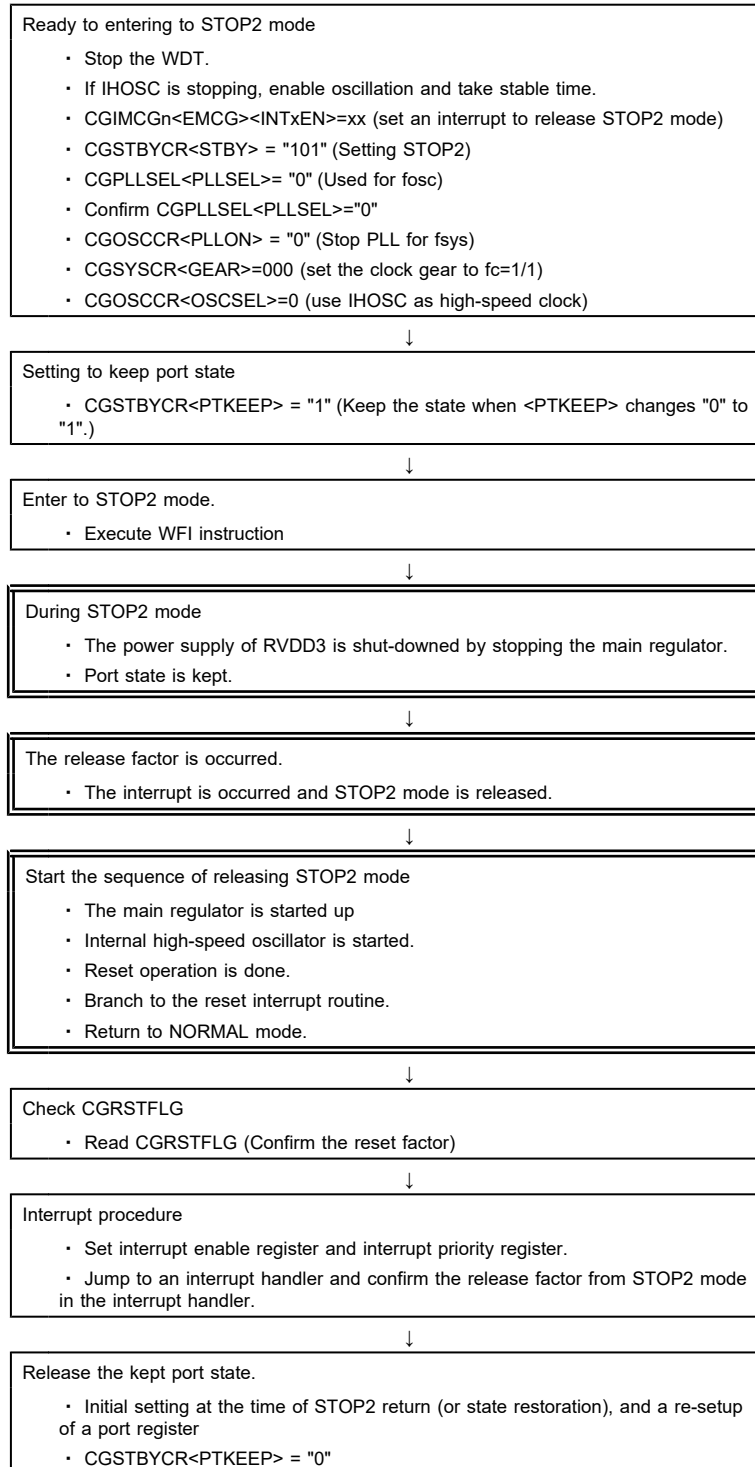 Ready to entering to STOP2 mode
・ Stop the WDT.
・ If IHOSC is stopping, enable oscillation and take stable time.
・ CGIMCGn<EMCG><INTxEN>=xx (set an interrupt to release STOP2 mode)
・ CGSTBYCR<STBY> = "101" (Setting STOP2)
・ CGPLLSEL<PLLSEL>= "0" (Used for fosc)
・ Confirm CGPLLSEL<PLLSEL>="0"
・ CGOSCCR<PLLON> = "0" (Stop PLL for fsys)
・ CGSYSCR<GEAR>=000 (set the clock gear to fc=1/1)
・ CGOSCCR<OSCSEL>=0 (use IHOSC as high-speed clock)
↓
Setting to keep port state
・ CGSTBYCR<PTKEEP> = "1" (Keep the state when <PTKEEP> changes "0" to
"1".)
↓
Enter to STOP2 mode.
・ Execute WFI instruction
↓
During STOP2 mode
・ The power supply of RVDD3 is shut-downed by stopping the main regulator.
・ Port state is kept.
↓
The release factor is occurred.
・ The interrupt is occurred and STOP2 mode is released.
↓
Start the sequence of releasing STOP2 mode
・ The main regulator is started up
・ Internal high-speed oscillator is started.
・ Reset operation is done.
・ Branch to the reset interrupt routine.
・ Return to NORMAL mode.
↓
Check CGRSTFLG
・ Read CGRSTFLG (Confirm the reset factor)
↓
Interrupt procedure
・ Set interrupt enable register and interrupt priority register.
・ Jump to an interrupt handler and confirm the release factor from STOP2 mode
in the interrupt handler.
↓
Release the kept port state.
・ Initial setting at the time of STOP2 return (or state restoration), and a re-setup
of a port register
・ CGSTBYCR<PTKEEP> = "0"